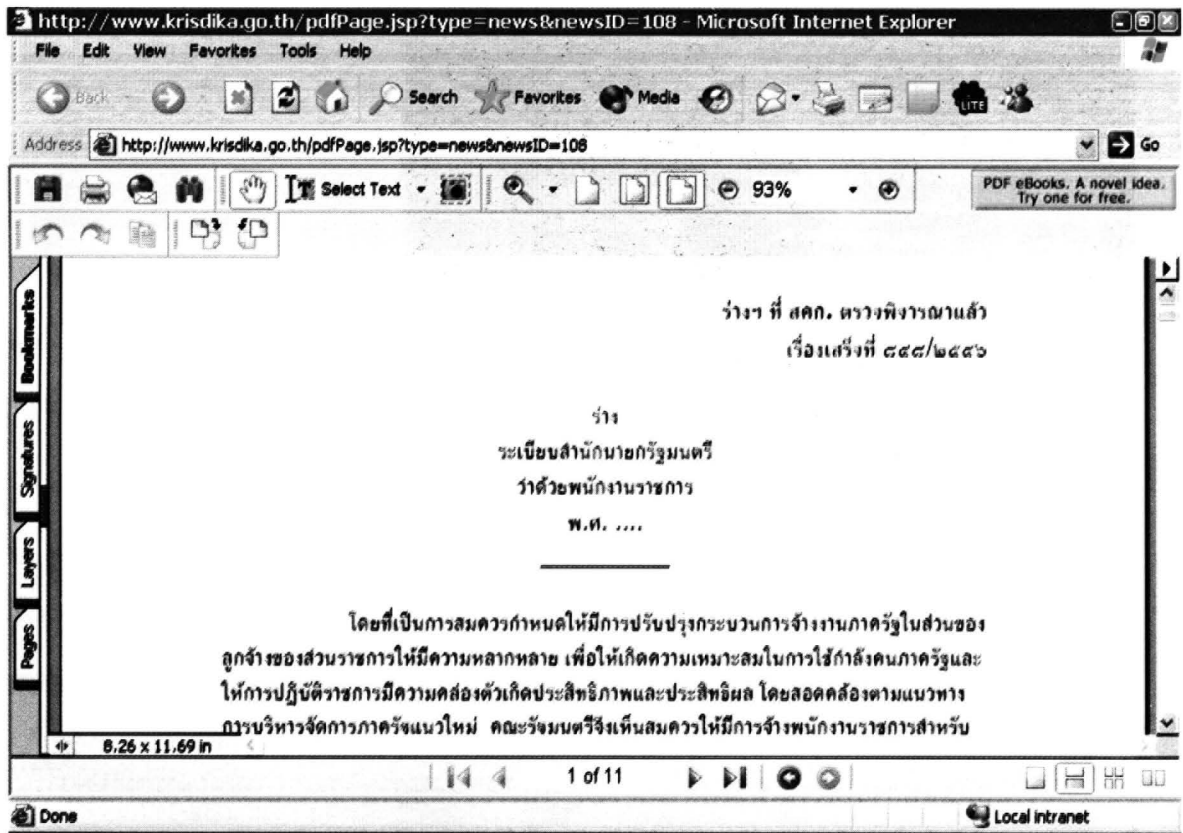 http://www.krisdika.go.th/pdfPage.jsp?type=news&newsID=108 - Microsoft Internet Explorer
File Edit View Favorites Tools Help
Back Search Favorites Media LITE
Address http://www.krisdika.go.th/pdfPage.jsp?type=news&newsID=108 Go
Select Text 93% PDF eBooks. A novel idea.
Try one for free.
Bookmarks
Signatures
Layers
Pages
ร่างฯ ที่ สคก. ตรวจพิจารณาแล้ว
เรื่องเสร็จที่ ๘๔๘/๒๕๔๖
ร่าง
ระเบียบสำนักนายกรัฐมนตรี
ว่าด้วยพนักงานราชการ
พ.ศ. ....
โดยที่เป็นการสมควรกำหนดให้มีการปรับปรุงกระบวนการจ้างงานภาครัฐในส่วนของ
ลูกจ้างของส่วนราชการให้มีความหลากหลาย เพื่อให้เกิดความเหมาะสมในการใช้กำลังคนภาครัฐและ
ให้การปฏิบัติราชการมีความคล่องตัวเกิดประสิทธิภาพและประสิทธิผล โดยสอดคล้องตามแนวทาง
การบริหารจัดการภาครัฐแนวใหม่ คณะรัฐมนตรีจึงเห็นสมควรให้มีการจ้างพนักงานราชการสำหรับ
8.26 x 11.69 in
1 of 11
Done Local intranet